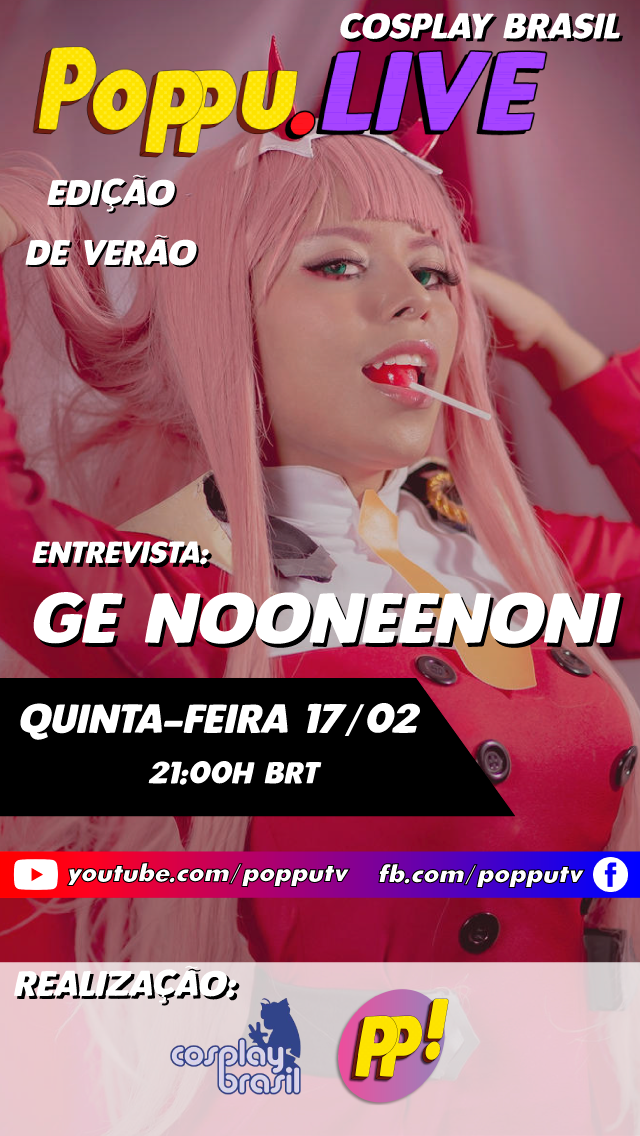 COSPLAY BRASIL
Poppu.LIVE
EDIÇÃO
DE VERÃO
ENTREVISTA:
GE NOONEENONI
QUINTA-FEIRA 17/02
21:00H BRT
youtube.com/popputv fb.com/popputv
REALIZAÇÃO:
cosplay
brasil
PP!